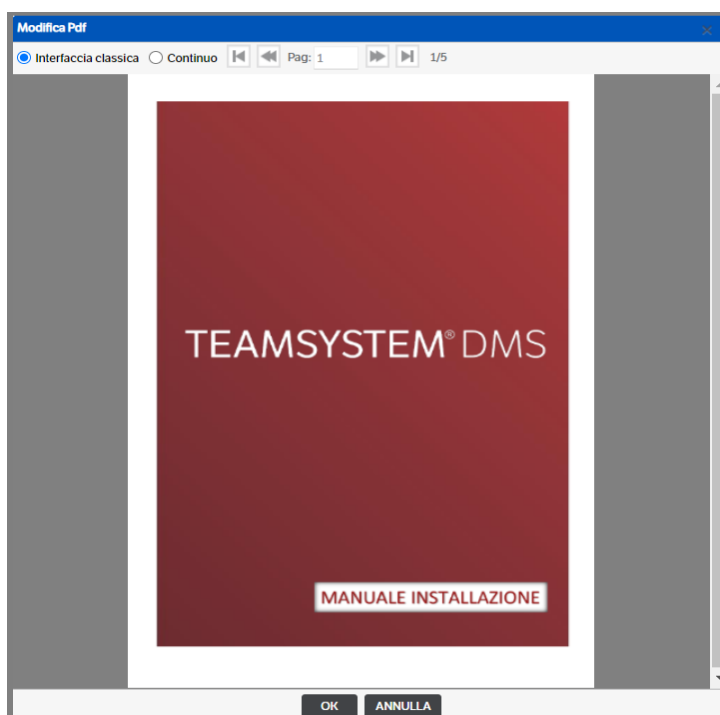 Modifica Pdf
Interfaccia classica Continuo Pag: 1 1/5
TEAMSYSTEM® DMS
MANUALE INSTALLAZIONE
OK ANNULLA